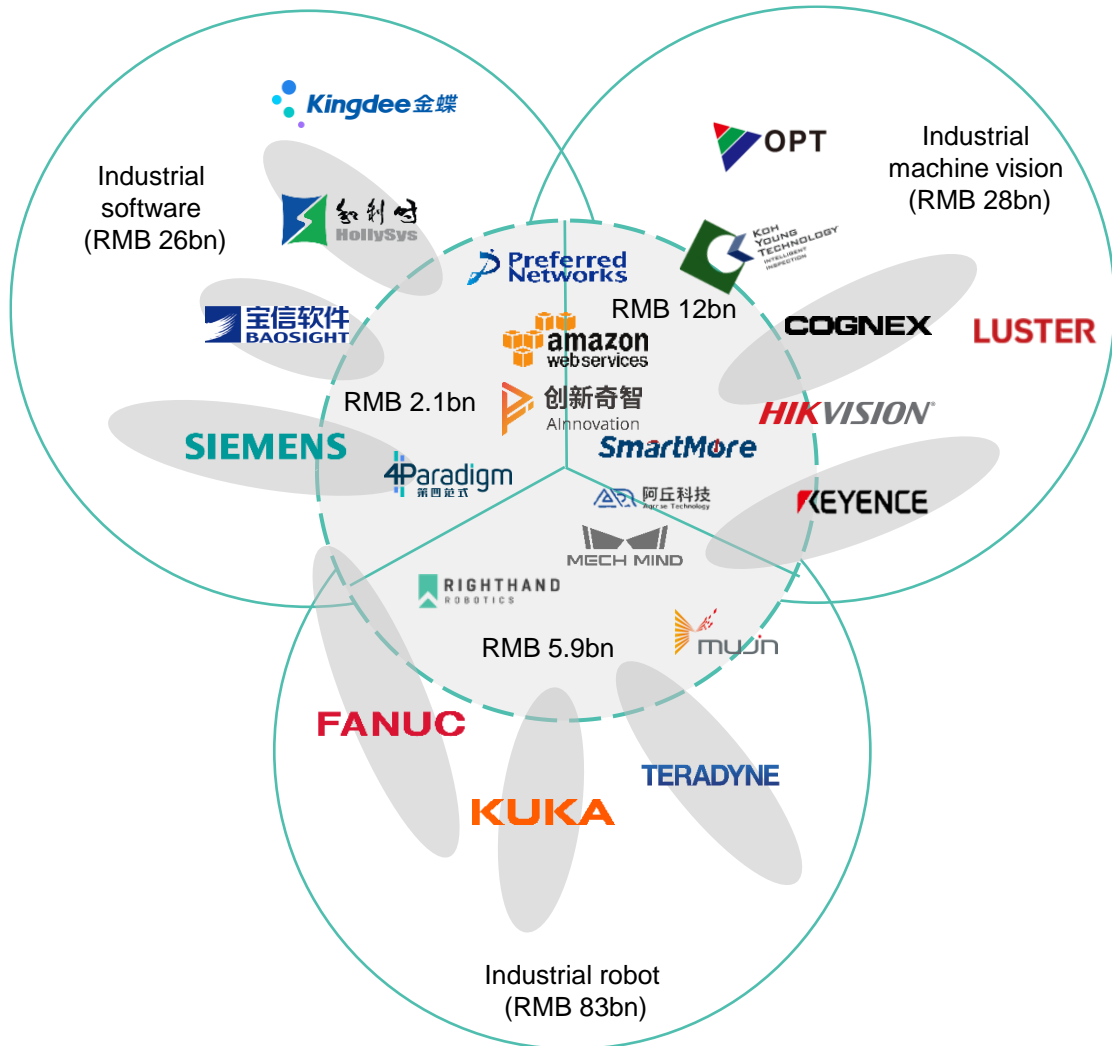 Kingdee金蝶
OPT
Industrial
machine vision
(RMB 28bn)
Industrial
software
(RMB 26bn)
和利时
HollySys
KOH
YOUNG
TECHNOLOGY
INTELLIGENT
INSPECTION
Preferred
Networks
RMB 12bn
宝信软件
BAOSIGHT
COGNEX
LUSTER
amazon
webservices
RMB 2.1bn
创新奇智
AInnovation
HIKVISION®
SIEMENS
SmartMore
4Paradigm
第四范式
阿丘科技
Technology
KEYENCE
MECH MIND
RIGHTHAND
ROBOTICS
RMB 5.9bn
mujin
FANUC
TERADYNE
KUKA
Industrial robot
(RMB 83bn)